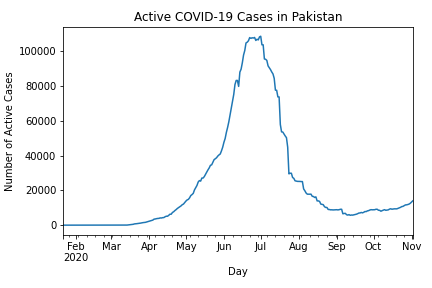 Active COVID-19 Cases in Pakistan
Number of Active Cases
100000
80000
60000
40000
20000
0
Feb Mar Apr May Jun Jul Aug Sep Oct Nov
2020
Day